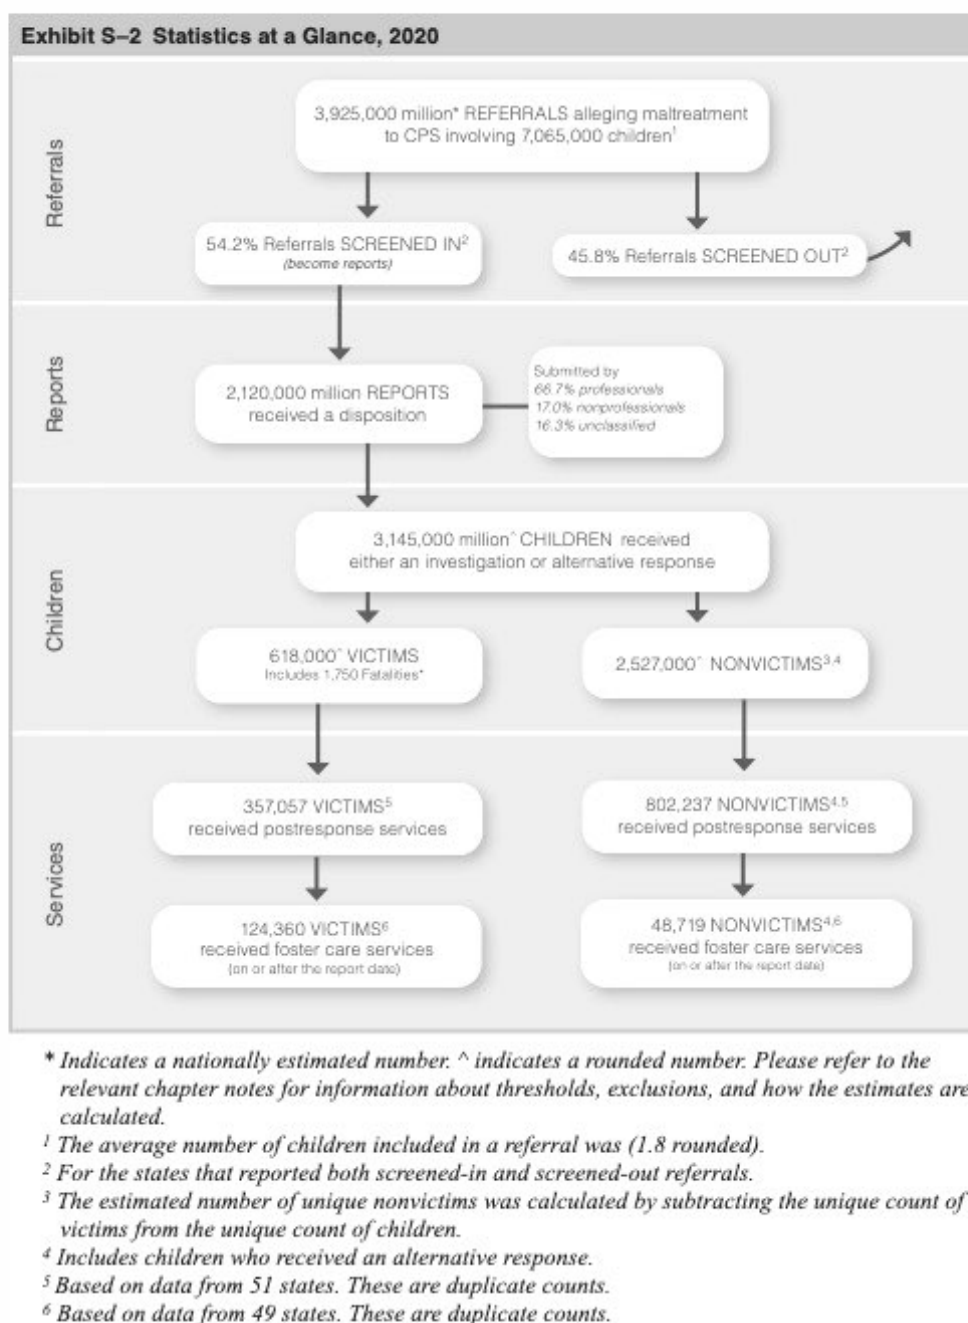 Exhibit S–2 Statistics at a Glance, 2020
Referrals
3,925,000 million* REFERRALS alleging maltreatment
to CPS involving 7,065,000 children¹
54.2% Referrals SCREENED IN²
(become reports)
45.8% Referrals SCREENED OUT²
Reports
2,120,000 million REPORTS
received a disposition
Submitted by
66.7% professionals
17.0% nonprofessionals
16.3% unclassified
Children
3,145,000 million^ CHILDREN received
either an investigation or alternative response
618,000^ VICTIMS
Includes 1,750 Fatalities*
2,527,000^ NONVICTIMS³,⁴
Services
357,057 VICTIMS⁵
received postresponse services
802,237 NONVICTIMS⁴,⁵
received postresponse services
124,360 VICTIMS⁶
received foster care services
(on or after the report date)
48,719 NONVICTIMS⁴,⁶
received foster care services
(on or after the report date)
* Indicates a nationally estimated number. ^ indicates a rounded number. Please refer to the
relevant chapter notes for information about thresholds, exclusions, and how the estimates are
calculated.
¹ The average number of children included in a referral was (1.8 rounded).
² For the states that reported both screened-in and screened-out referrals.
³ The estimated number of unique nonvictims was calculated by subtracting the unique count of
victims from the unique count of children.
⁴ Includes children who received an alternative response.
⁵ Based on data from 51 states. These are duplicate counts.
⁶ Based on data from 49 states. These are duplicate counts.